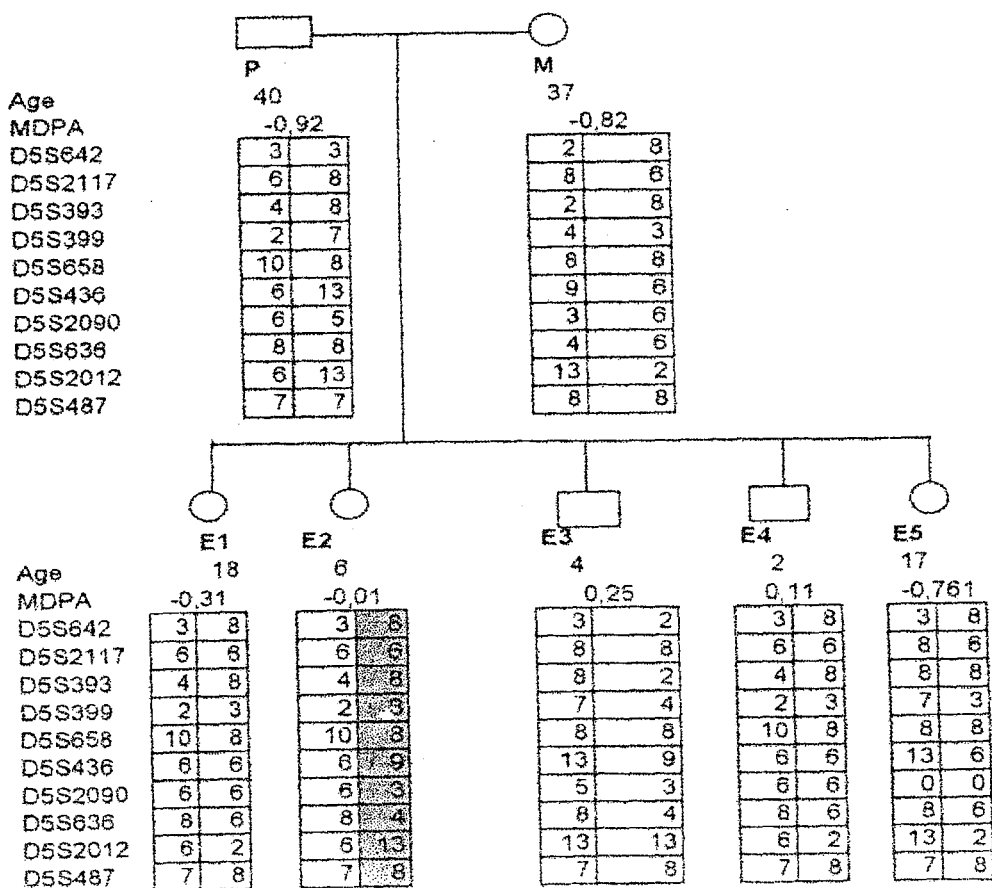 P M
Age 40 37
MDPA -0,92 -0,82
D5S642 3 3 2 8
D5S2117 6 8 8 6
D5S393 4 8 2 8
D5S399 2 7 4 3
D5S658 10 8 8 8
D5S436 6 13 9 6
D5S2090 6 5 3 6
D5S636 8 8 4 6
D5S2012 6 13 13 2
D5S487 7 7 8 8
E1 E2 E3 E4 E5
Age 18 6 4 2 17
MDPA -0,31 -0,01 0,25 0,11 -0,761
D5S642 3 8 3 3 2 3 8 3 8
D5S2117 6 6 6 6 8 8 6 6 8 6
D5S393 4 8 4 8 8 2 4 8 8 8
D5S399 2 3 2 3 7 4 2 3 7 3
D5S658 10 8 10 8 8 8 10 8 8 8
D5S436 6 6 6 9 13 9 6 6 13 6
D5S2090 6 6 6 3 5 3 6 6 0 0
D5S636 8 6 8 4 8 4 8 6 8 6
D5S2012 6 2 6 13 13 13 6 2 13 2
D5S487 7 8 7 8 7 8 7 8 7 8